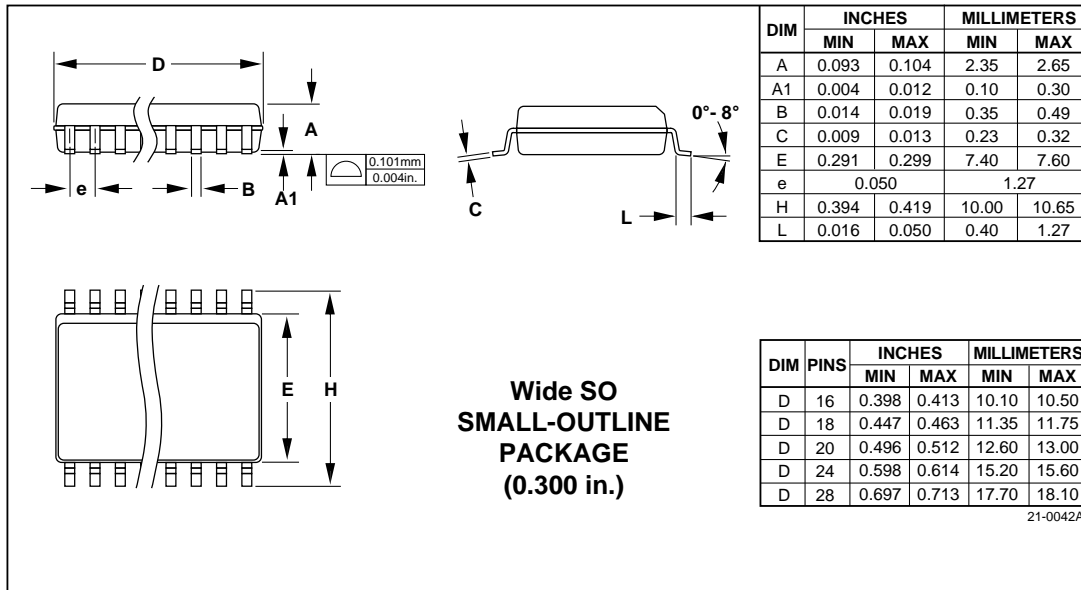 D
A
e
B
A1
0.101mm
0.004in.
C
L
0°- 8°
E
H
Wide SO
SMALL-OUTLINE
PACKAGE
(0.300 in.)
DIM INCHES MILLIMETERS
MIN MAX MIN MAX
A 0.093 0.104 2.35 2.65
A1 0.004 0.012 0.10 0.30
B 0.014 0.019 0.35 0.49
C 0.009 0.013 0.23 0.32
E 0.291 0.299 7.40 7.60
e 0.050 1.27
H 0.394 0.419 10.00 10.65
L 0.016 0.050 0.40 1.27
DIM PINS INCHES MILLIMETERS
MIN MAX MIN MAX
D 16 0.398 0.413 10.10 10.50
D 18 0.447 0.463 11.35 11.75
D 20 0.496 0.512 12.60 13.00
D 24 0.598 0.614 15.20 15.60
D 28 0.697 0.713 17.70 18.10
21-0042A